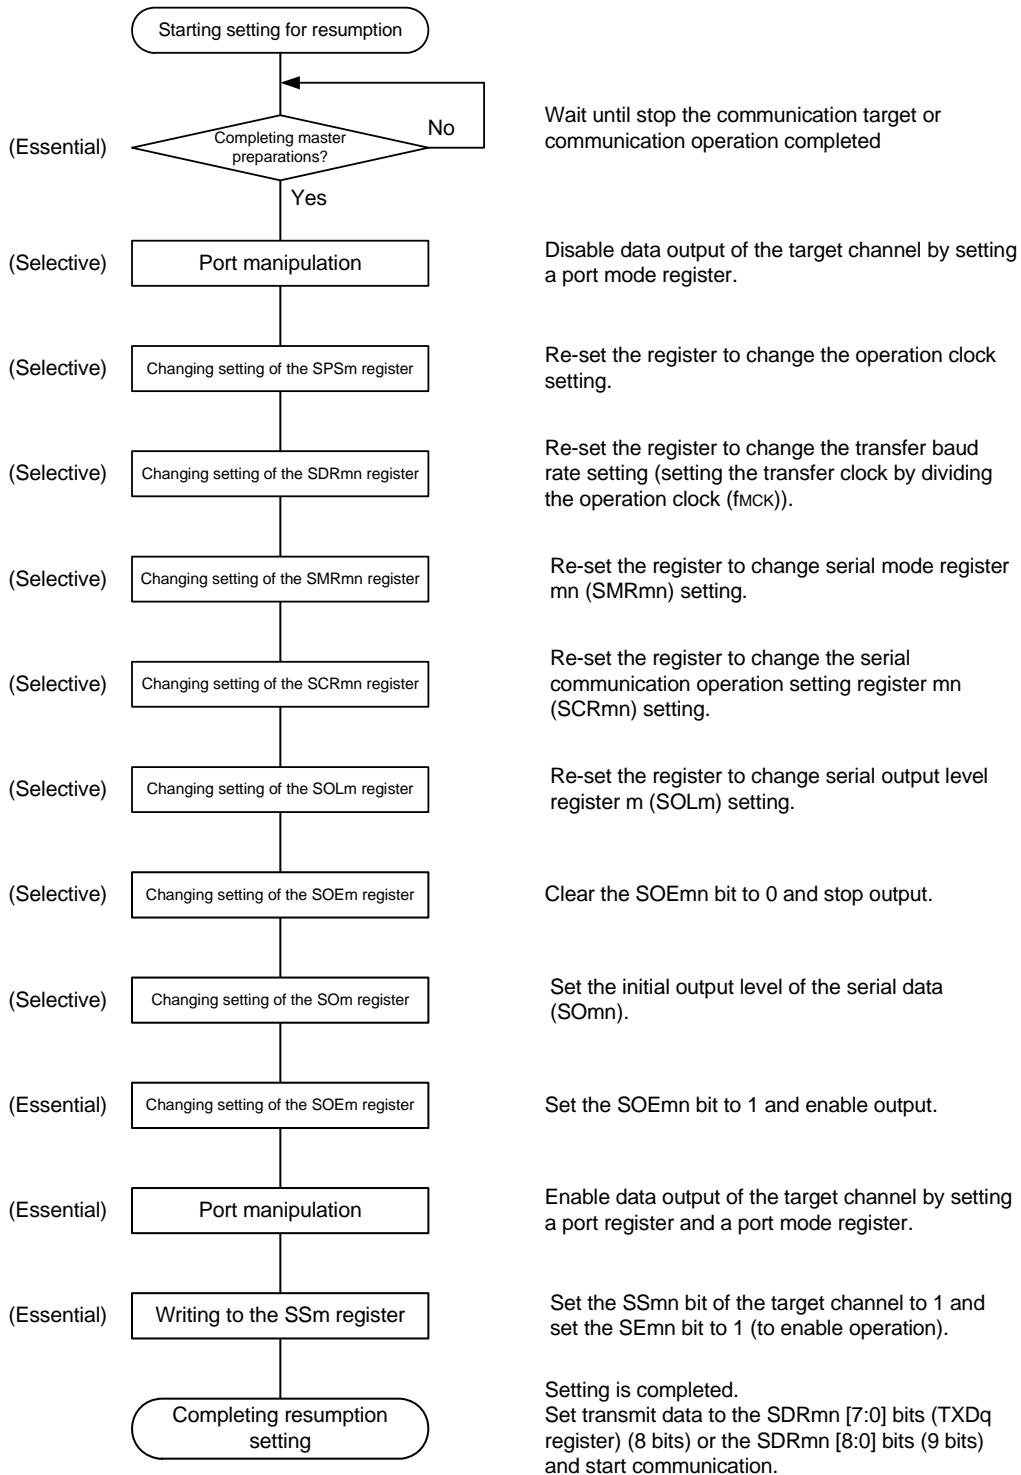 Starting setting for resumption
(Essential)
Completing master
preparations?
No
Yes
Wait until stop the communication target or
communication operation completed
(Selective)
Port manipulation
Disable data output of the target channel by setting
a port mode register.
(Selective)
Changing setting of the SPSm register
Re-set the register to change the operation clock
setting.
(Selective)
Changing setting of the SDRmn register
Re-set the register to change the transfer baud
rate setting (setting the transfer clock by dividing
the operation clock (fMCK)).
(Selective)
Changing setting of the SMRmn register
Re-set the register to change serial mode register
mn (SMRmn) setting.
(Selective)
Changing setting of the SCRmn register
Re-set the register to change the serial
communication operation setting register mn
(SCRmn) setting.
(Selective)
Changing setting of the SOLm register
Re-set the register to change serial output level
register m (SOLm) setting.
(Selective)
Changing setting of the SOEm register
Clear the SOEmn bit to 0 and stop output.
(Selective)
Changing setting of the SOm register
Set the initial output level of the serial data
(SOmn).
(Essential)
Changing setting of the SOEm register
Set the SOEmn bit to 1 and enable output.
(Essential)
Port manipulation
Enable data output of the target channel by setting
a port register and a port mode register.
(Essential)
Writing to the SSm register
Set the SSmn bit of the target channel to 1 and
set the SEmn bit to 1 (to enable operation).
Completing resumption
setting
Setting is completed.
Set transmit data to the SDRmn [7:0] bits (TXDq
register) (8 bits) or the SDRmn [8:0] bits (9 bits)
and start communication.